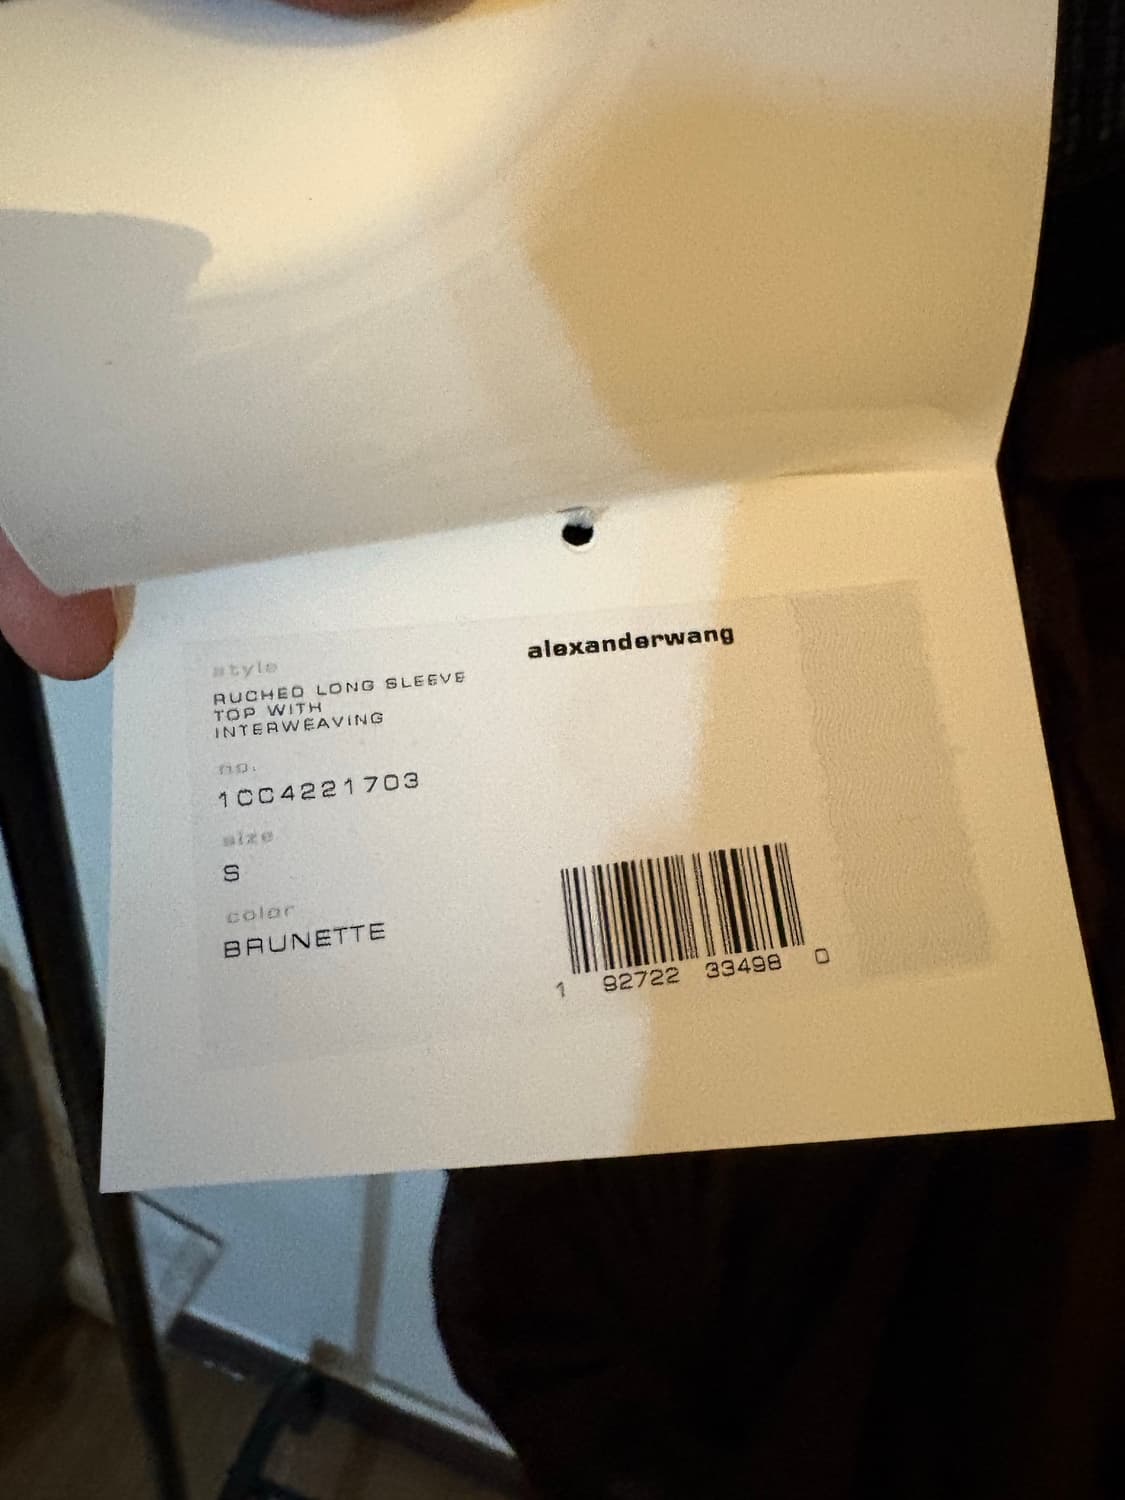 alexanderwang
style
RUCHED LONG SLEEVE
TOP WITH
INTERWEAVING
no.
1CC4221703
size
S
color
BRUNETTE
1 92722 33498 0